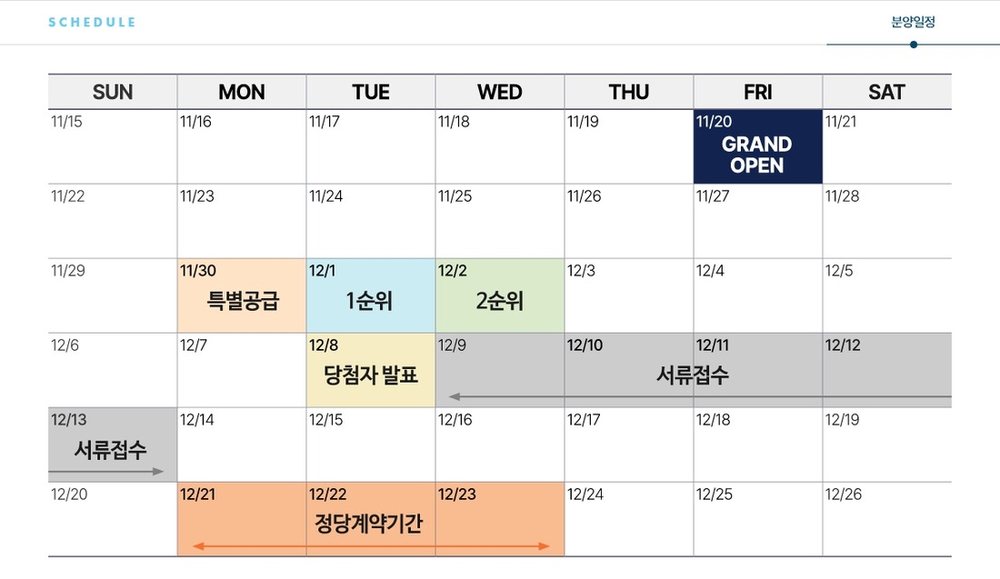 SCHEDULE
분양일정
SUN MON TUE WED THU FRI SAT
11/15 11/16 11/17 11/18 11/19 11/20 11/21
GRAND
OPEN
11/22 11/23 11/24 11/25 11/26 11/27 11/28
11/29 11/30 12/1 12/2 12/3 12/4 12/5
특별공급 1순위 2순위
12/6 12/7 12/8 12/9 12/10 12/11 12/12
당첨자 발표 서류접수
12/13 12/14 12/15 12/16 12/17 12/18 12/19
서류접수
12/20 12/21 12/22 12/23 12/24 12/25 12/26
정당계약기간